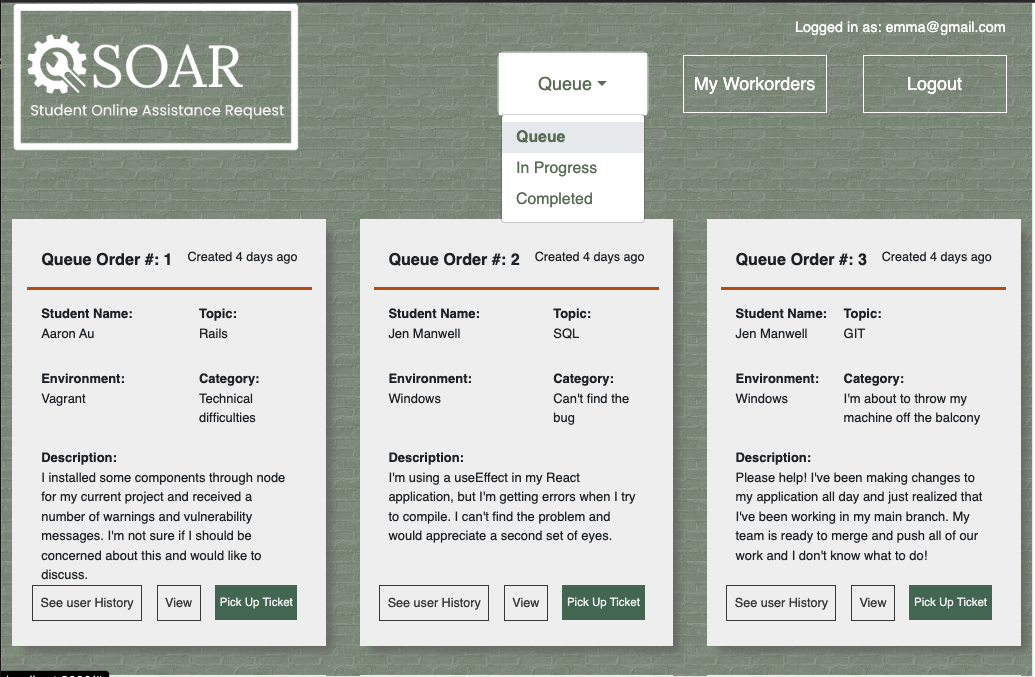 Logged in as: emma@gmail.com
SOAR
Student Online Assistance Request
Queue
My Workorders
Logout
Queue
In Progress
Completed
Queue Order #: 1 Created 4 days ago
Student Name: Topic:
Aaron Au Rails
Environment: Category:
Vagrant Technical
difficulties
Description:
I installed some components through node
for my current project and received a
number of warnings and vulnerability
messages. I'm not sure if I should be
concerned about this and would like to
discuss.
See user History View Pick Up Ticket
Queue Order #: 2 Created 4 days ago
Student Name: Topic:
Jen Manwell SQL
Environment: Category:
Windows Can't find the
bug
Description:
I'm using a useEffect in my React
application, but I'm getting errors when I try
to compile. I can't find the problem and
would appreciate a second set of eyes.
See user History View Pick Up Ticket
Queue Order #: 3 Created 4 days ago
Student Name: Topic:
Jen Manwell GIT
Environment: Category:
Windows I'm about to throw my
machine off the balcony
Description:
Please help! I've been making changes to
my application all day and just realized that
I've been working in my main branch. My
team is ready to merge and push all of our
work and I don't know what to do!
See user History View Pick Up Ticket